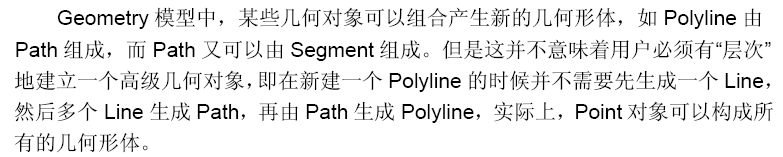 Geometry 模型中，某些几何对象可以组合产生新的几何形体，如 Polyline 由
Path 组成，而 Path 又可以由 Segment 组成。但是这并不意味着用户必须有“层次”
地建立一个高级几何对象，即在新建一个 Polyline 的时候并不需要先生成一个 Line，
然后多个 Line 生成 Path，再由 Path 生成 Polyline，实际上，Point 对象可以构成所
有的几何形体。